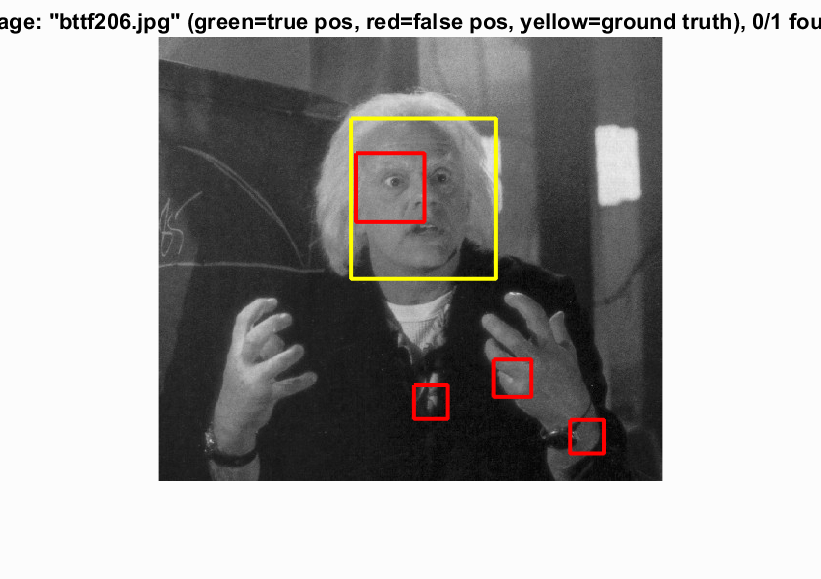 age: "bttf206.jpg" (green=true pos, red=false pos, yellow=ground truth), 0/1 fou